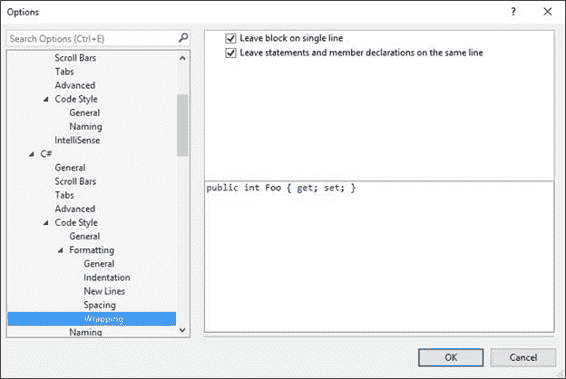 Options
?
Search Options (Ctrl+E)
Scroll Bars
Tabs
Advanced
Code Style
General
Naming
IntelliSense
C#
General
Scroll Bars
Tabs
Advanced
Code Style
General
Formatting
General
Indentation
New Lines
Spacing
Wrapping
Naming
Leave block on single line
Leave statements and member declarations on the same line
public int Foo { get; set; }
OK
Cancel